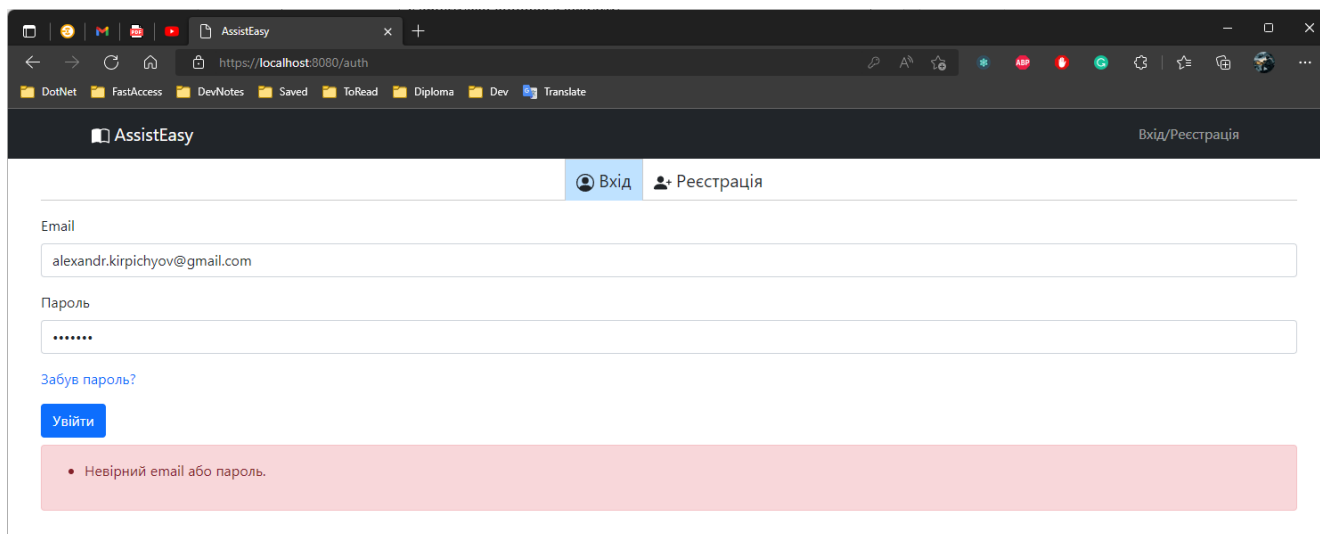 AssistEasy
https://localhost:8080/auth
DotNet FastAccess DevNotes Saved ToRead Diploma Dev Translate
AssistEasy Вхід/Реєстрація
Вхід Реєстрація
Email
alexandr.kirpichyov@gmail.com
Пароль
•••••••
Забув пароль?
Увійти
• Невірний email або пароль.